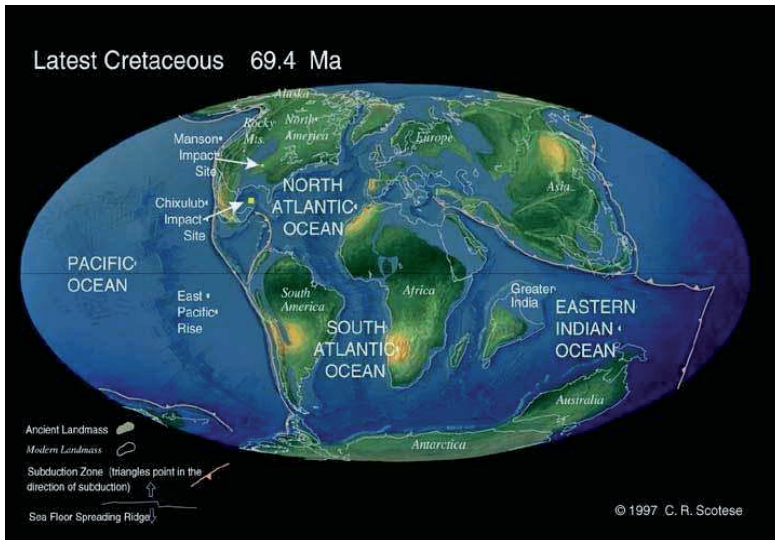 Latest Cretaceous 69.4 Ma
Alaska
Rocky
Mts.
North
America
Manson
Impact
Site
Europe
Asia
NORTH
ATLANTIC
OCEAN
Chixulub
Impact
Site
PACIFIC
OCEAN
East
Pacific
Rise
South
America
Africa
Greater
India
EASTERN
INDIAN
OCEAN
SOUTH
ATLANTIC
OCEAN
Australia
Antarctica
Ancient Landmass
Modern Landmass
Subduction Zone (triangles point in the
direction of subduction)
Sea Floor Spreading Ridge
© 1997 C. R. Scotese